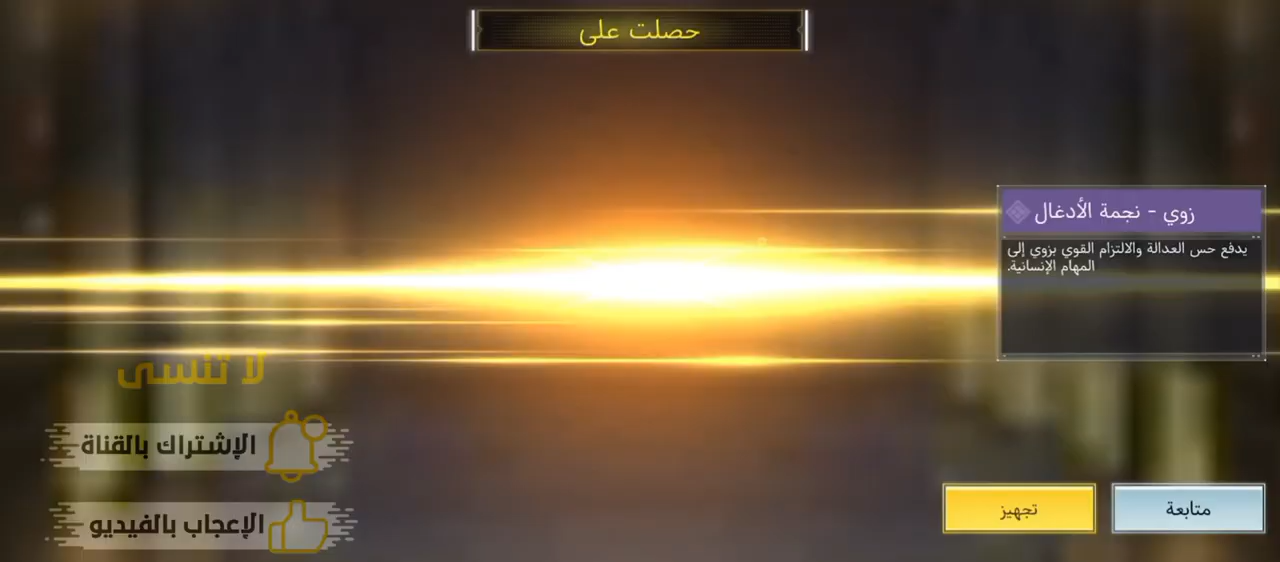 حصلت على
زوي - نجمة الأدغال
يدفع حس العدالة والالتزام القوي بزوي إلى
المهام الإنسانية.
لا تنسى
الإشتراك بالقناة
الإعجاب بالفيديو
تجهيز
متابعة